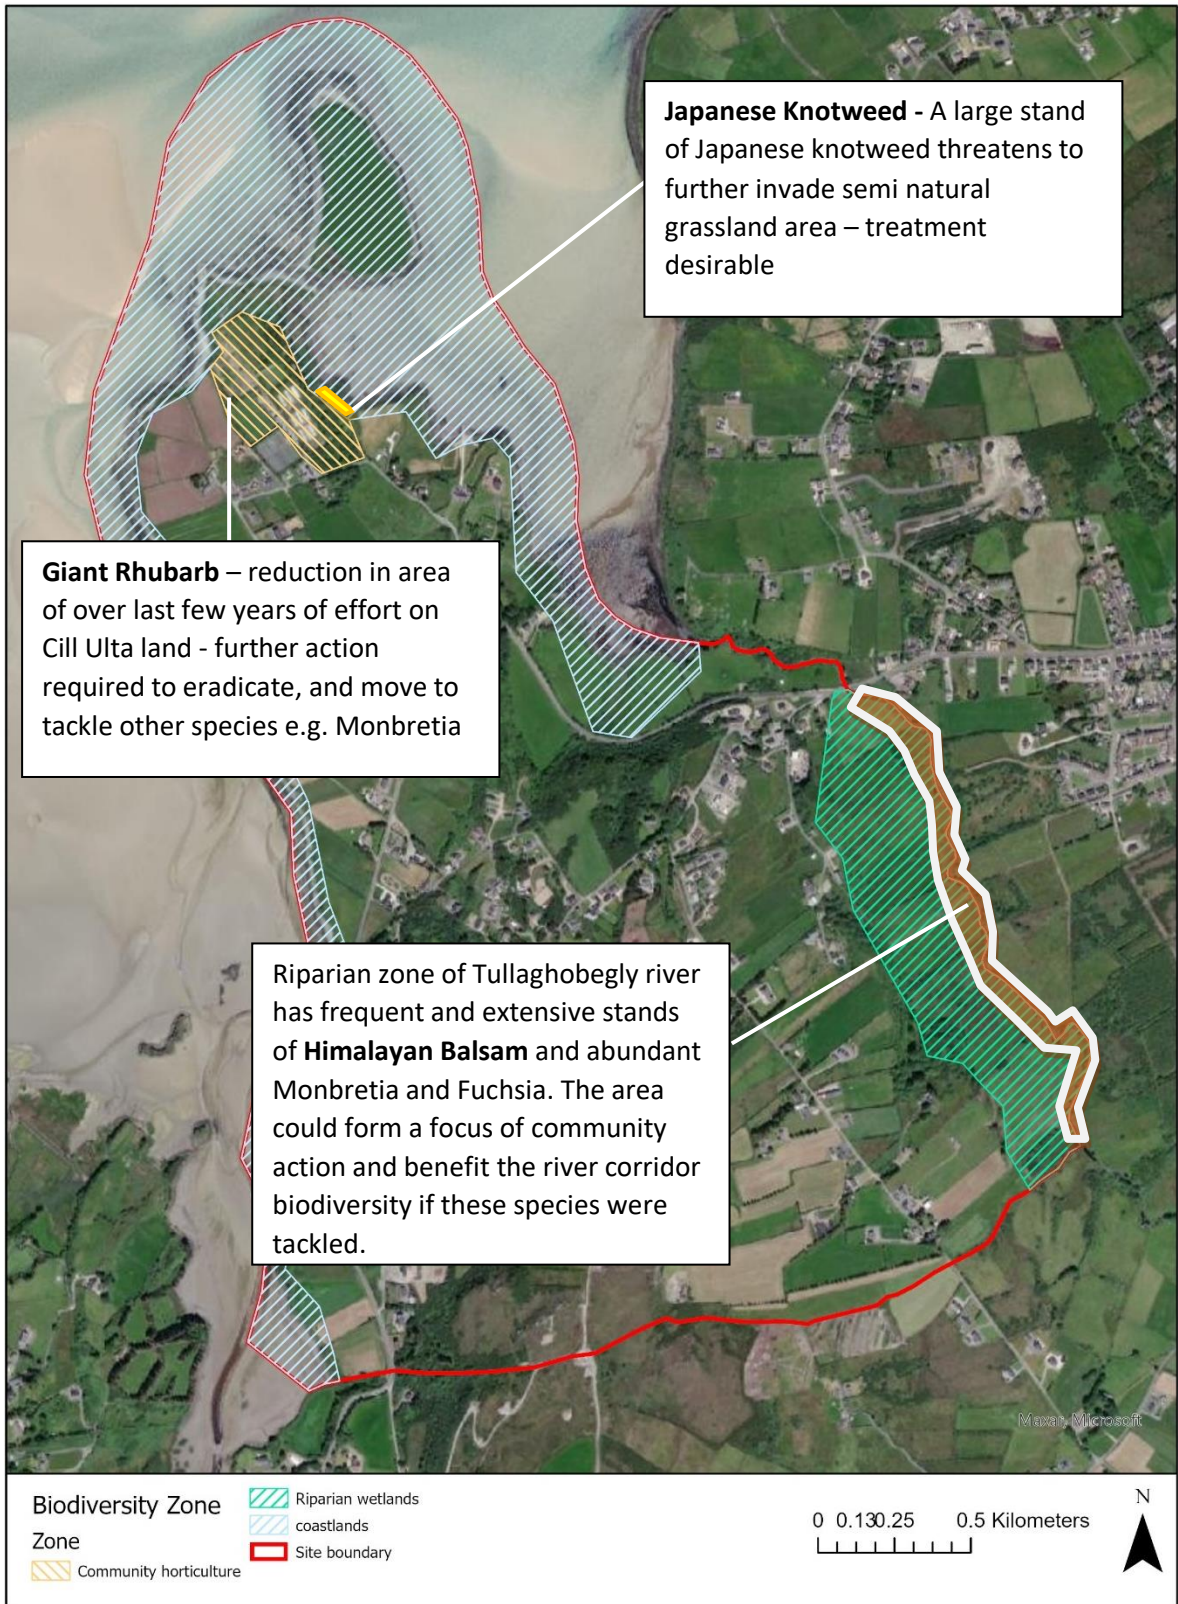 Japanese Knotweed - A large stand
of Japanese knotweed threatens to
further invade semi natural
grassland area – treatment
desirable
Giant Rhubarb – reduction in area
of over last few years of effort on
Cill Ulta land - further action
required to eradicate, and move to
tackle other species e.g. Monbretia
Riparian zone of Tullaghobegly river
has frequent and extensive stands
of Himalayan Balsam and abundant
Monbretia and Fuchsia. The area
could form a focus of community
action and benefit the river corridor
biodiversity if these species were
tackled.
Maxar, Microsoft
Biodiversity Zone
Zone
Community horticulture
Riparian wetlands
coastlands
Site boundary
0 0.130.25 0.5 Kilometers
N